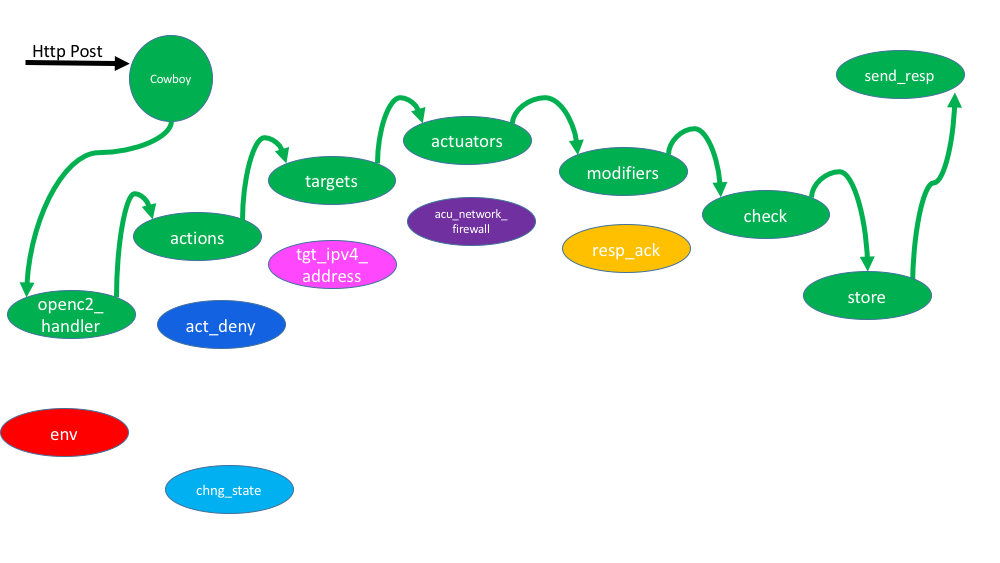 Http Post
Cowboy
send_resp
actuators
targets
modifiers
acu_network_
firewall
check
actions
resp_ack
tgt_ipv4_
address
openc2_
handler
store
act_deny
env
chng_state